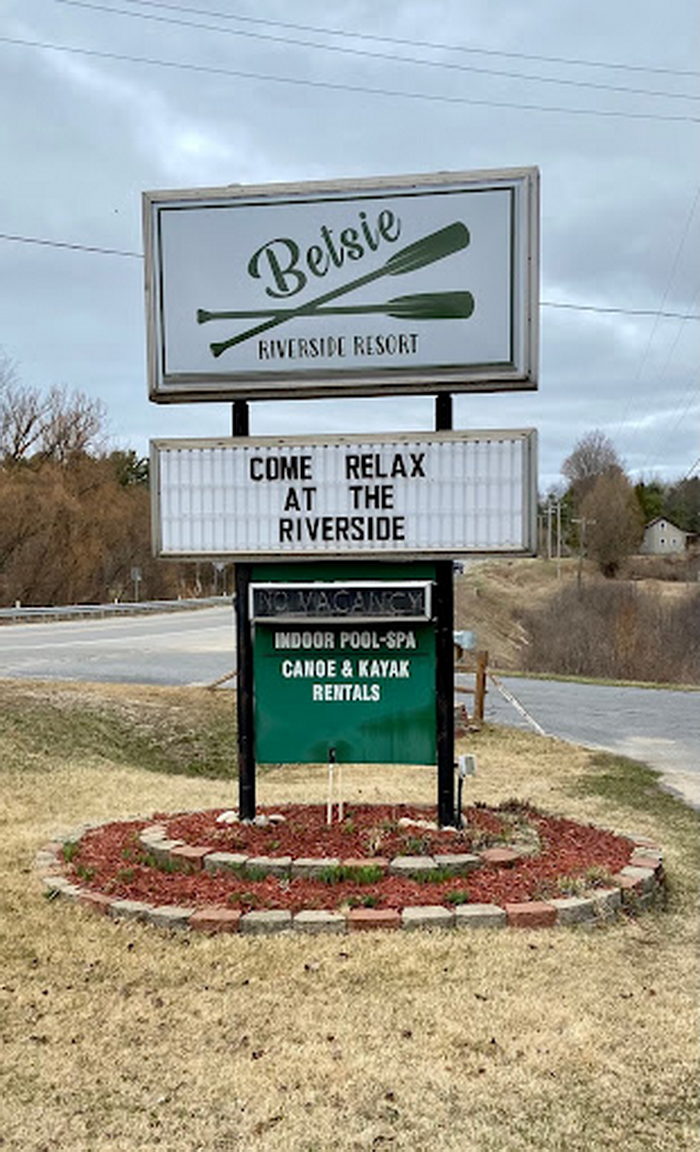 Betsie
RIVERSIDE RESORT
COME RELAX
AT THE
RIVERSIDE
NO VACANCY
INDOOR POOL-SPA
CANOE & KAYAK
RENTALS